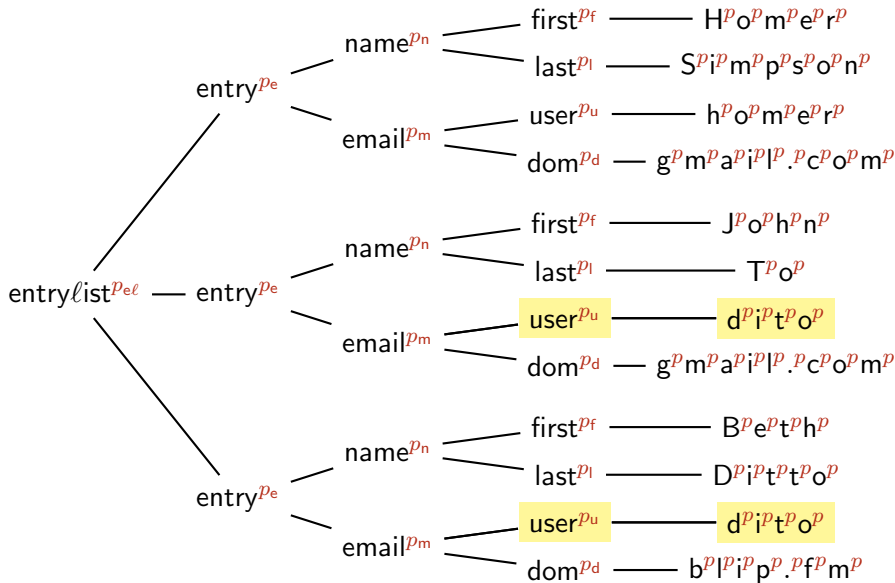 first^{p_f} H^p o^p m^p e^p r^p
name^{p_n}
last^{p_l} S^p i^p m^p p^p s^p o^p n^p
entry^{p_e}
user^{p_u} h^p o^p m^p e^p r^p
email^{p_m}
dom^{p_d} g^p m^p a^p i^p l^p .^p c^p o^p m^p
first^{p_f} J^p o^p h^p n^p
name^{p_n}
last^{p_l} T^p o^p
entryℓist^{p_{eℓ}} entry^{p_e}
user^{p_u} d^p i^p t^p o^p
email^{p_m}
dom^{p_d} g^p m^p a^p i^p l^p .^p c^p o^p m^p
first^{p_f} B^p e^p t^p h^p
name^{p_n}
last^{p_l} D^p i^p t^p t^p o^p
entry^{p_e}
user^{p_u} d^p i^p t^p o^p
email^{p_m}
dom^{p_d} b^p l^p i^p p^p .^p f^p m^p